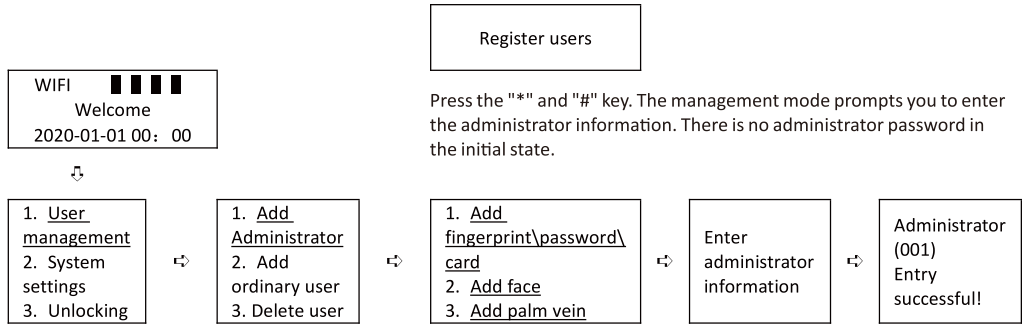 Register users
WIFI
Welcome
2020-01-01 00： 00
Press the "*" and "#" key. The management mode prompts you to enter
the administrator information. There is no administrator password in
the initial state.
1. User
management
2. System
settings
3. Unlocking
1. Add
Administrator
2. Add
ordinary user
3. Delete user
1. Add
fingerprint\password\
card
2. Add face
3. Add palm vein
Enter
administrator
information
Administrator
(001)
Entry
successful!